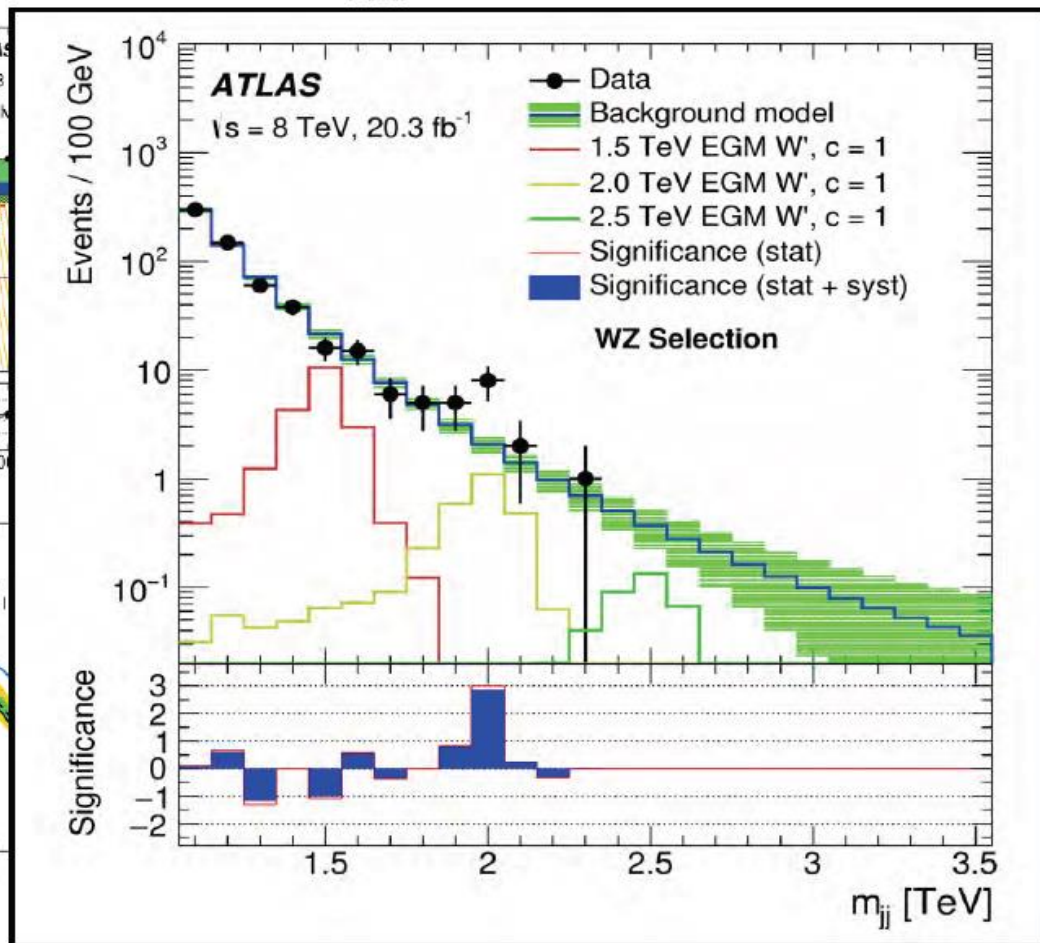 10⁴
10³
10²
10
1
10⁻¹
Events / 100 GeV
ATLAS
√s = 8 TeV, 20.3 fb⁻¹
Data
Background model
1.5 TeV EGM W', c = 1
2.0 TeV EGM W', c = 1
2.5 TeV EGM W', c = 1
Significance (stat)
Significance (stat + syst)
WZ Selection
Significance
3
2
1
0
−1
−2
1.5 2 2.5 3 3.5
m_jj [TeV]